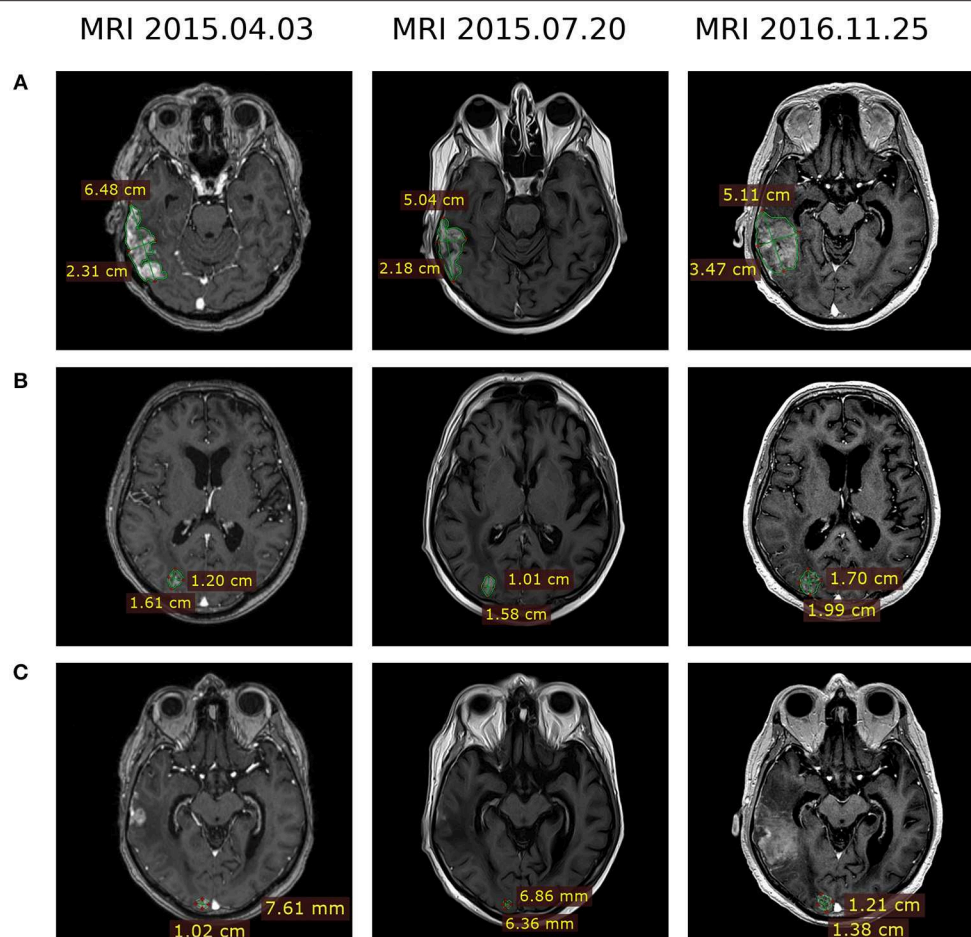 MRI 2015.04.03 MRI 2015.07.20 MRI 2016.11.25
A
6.48 cm 5.04 cm 5.11 cm
2.31 cm 2.18 cm 3.47 cm
B
1.20 cm 1.01 cm 1.70 cm
1.61 cm 1.58 cm 1.99 cm
C
7.61 mm 6.86 mm 1.21 cm
1.02 cm 6.36 mm 1.38 cm